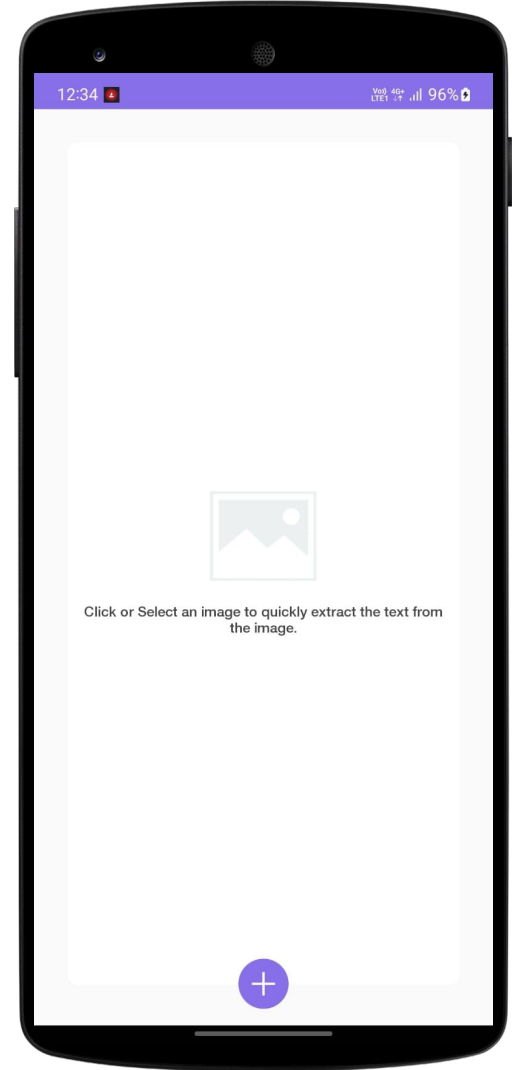 12:34
Vo)) 4G+
LTE1 96%
Click or Select an image to quickly extract the text from
the image.